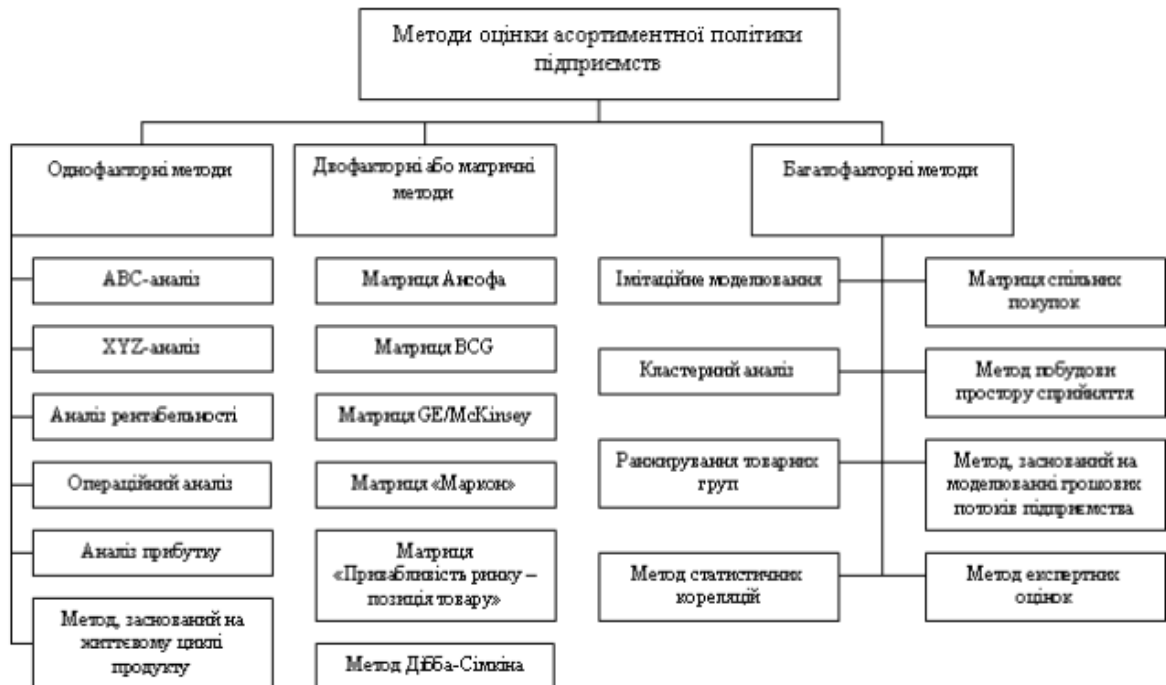 Методи оцінки асортиментної політики
підприємств
Однофакторні методи
Двофакторні або матричні
методи
Багатофакторні методи
АВС-аналіз
XYZ-аналіз
Аналіз рентабельності
Операційний аналіз
Аналіз прибутку
Метод, заснований на
життєвому циклі
продукту
Матриця Ансофа
Матриця BCG
Матриця GE/McKinsey
Матриця «Маркон»
Матриця
«Привабливість ринку –
позиція товару»
Метод Дібба-Сімкіна
Імітаційне моделювання
Кластерний аналіз
Ранжирування товарних
груп
Метод статистичних
кореляцій
Матриця спільних
покупок
Метод побудови
простору сприйняття
Метод, заснований на
моделюванні грошових
потоків підприємства
Метод експертних
оцінок